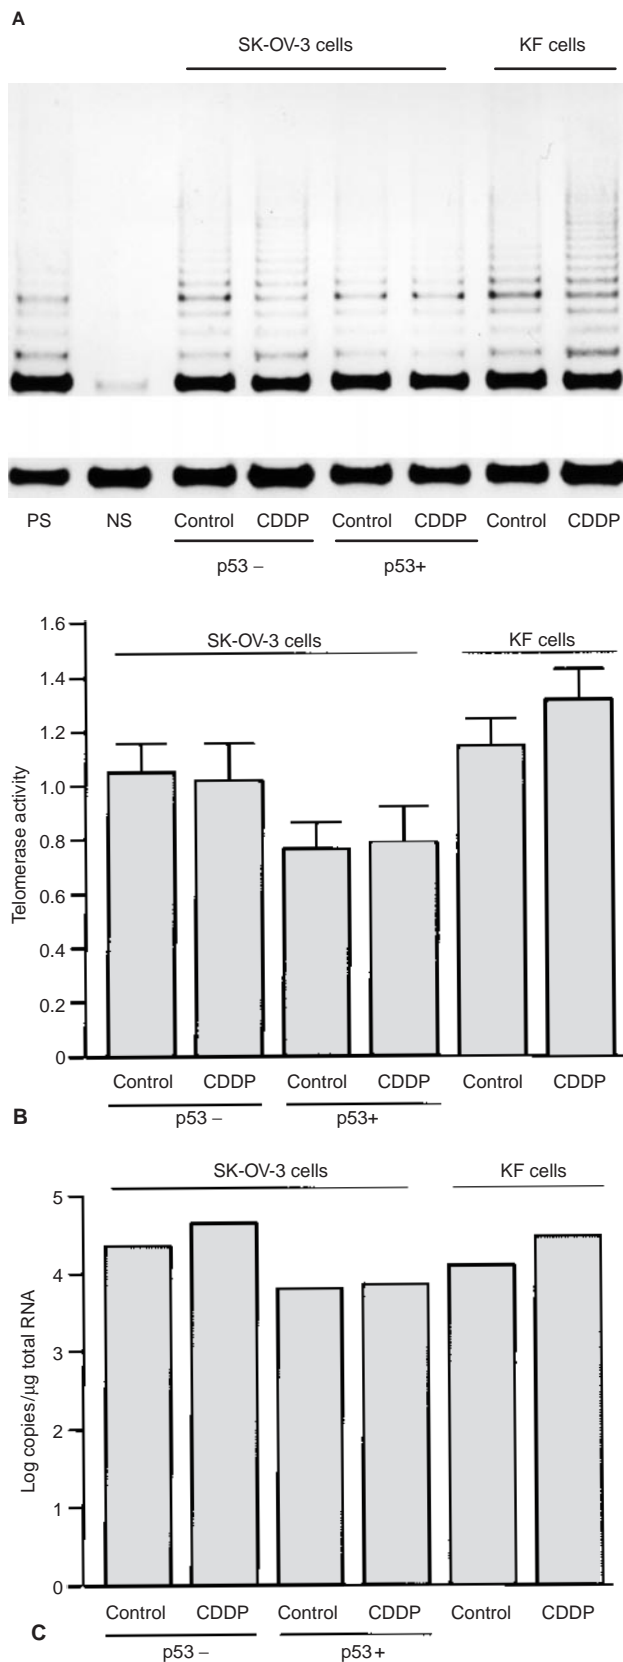 A
SK-OV-3 cells KF cells
PS NS Control CDDP Control CDDP Control CDDP
p53 – p53+
1.6
SK-OV-3 cells KF cells
1.4
1.2
1.0
0.8
0.6
0.4
0.2
0
Telomerase activity
Control CDDP Control CDDP Control CDDP
B p53 – p53+
SK-OV-3 cells KF cells
5
4
3
2
1
0
Log copies/μg total RNA
Control CDDP Control CDDP Control CDDP
C p53 – p53+